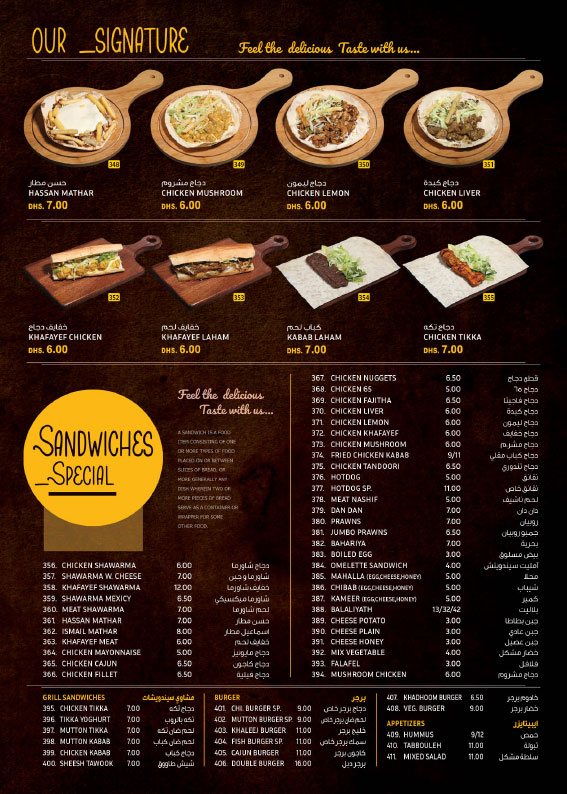 OUR _SIGNATURE
Feel the delicious Taste with us...
348
349
350
351
حسن مطار
HASSAN MATHAR
DHS. 7.00
دجاج مشروم
CHICKEN MUSHROOM
DHS. 6.00
دجاج ليمون
CHICKEN LEMON
DHS. 6.00
دجاج كبدة
CHICKEN LIVER
DHS. 6.00
352
353
354
355
خفايف دجاج
KHAFAYEF CHICKEN
DHS. 6.00
خفايف لحم
KHAFAYEF LAHAM
DHS. 6.00
كباب لحم
KABAB LAHAM
DHS. 7.00
دجاج تكه
CHICKEN TIKKA
DHS. 7.00
SANDWICHES
_SPECIAL
Feel the delicious
Taste with us...
A SANDWICH IS A FOOD
ITEM CONSISTING OF ONE
OR MORE TYPES OF FOOD
PLACED ON OR BETWEEN
SLICES OF BREAD, OR
MORE GENERALLY ANY
DISH WHEREIN TWO OR
MORE PIECES OF BREAD
SERVE AS A CONTAINER OR
WRAPPER FOR SOME
OTHER FOOD.
356. CHICKEN SHAWARMA 6.00 دجاج شاورما
357. SHAWARMA W. CHEESE 7.00 شاورما و جبن
358. KHAFAYEF SHAWARMA 12.00 خفايف شاورما
359. SHAWARMA MEXICY 6.50 شاورما ميكسيكي
360. MEAT SHAWARMA 7.00 لحم شاورما
361. HASSAN MATHAR 7.00 حسن مطار
362. ISMAIL MATHAR 8.00 اسماعيل مطار
363. KHAFAYEF MEAT 6.00 خفايف لحم
364. CHICKEN MAYONNAISE 5.00 دجاج مايونيز
365. CHICKEN CAJUN 6.50 دجاج كاجون
366. CHICKEN FILLET 6.50 دجاج فيلية
367. CHICKEN NUGGETS 6.50 قطع دجاج
368. CHICKEN 65 5.00 دجاج ٦٥
369. CHICKEN FAJITHA 6.50 دجاج فاجيتا
370. CHICKEN LIVER 6.00 دجاج كبدة
371. CHICKEN LEMON 6.00 دجاج ليمون
372. CHICKEN KHAFAYEF 6.00 دجاج خفايف
373. CHICKEN MUSHROOM 6.00 دجاج مشرم
374. FRIED CHICKEN KABAB 9/11 دجاج كباب مقلي
375. CHICKEN TANDOORI 6.50 دجاج تندوري
376. HOTDOG 5.00 نقانق
377. HOTDOG SP. 11.00 نقانق خاص
378. MEAT NASHIF 5.00 لحم ناشيف
379. DAN DAN 7.00 دان دان
380. PRAWNS 7.00 روبيان
381. JUMBO PRAWNS 6.50 جمبو روبيان
382. BAHARIYA 7.00 بحرية
383. BOILED EGG 3.00 بيض مسلوق
384. OMELETTE SANDWICH 4.00 آمليت سيندويتش
385. MAHALLA (EGG,CHEESE,HONEY) 5.00 محلا
386. CHIBAB (EGG,CHEESE,HONEY) 5.00 شيباب
387. KAMEER (EGG,CHEESE,HONEY) 5.00 كمير
388. BALALIYATH 13/32/42 بلاليت
389. CHEESE POTATO 3.00 جبن بطاطا
390. CHEESE PLAIN 3.00 جبن عادي
391. CHEESE HONEY 3.00 جبن عصيل
392. MIX VEGETABLE 4.00 خضار مشكل
393. FALAFEL 3.00 فلافل
394. MUSHROOM CHICKEN 6.00 دجاج مشروم
GRILL SANDWICHES مشاوي سيندويشات
395. CHICKEN TIKKA 7.00 دجاج تكه
396. TIKKA YOGHURT 7.00 تكه بالروب
397. MUTTON TIKKA 7.00 لحم ضان تكه
398. MUTTON KABAB 7.00 لحم ضان كباب
399. CHICKEN KABAB 7.00 دجاج كباب
400. SHEESH TAWOOK 7.00 شيش طاووق
BURGER برجر
401. CHI. BURGER SP. 9.00 دجاج برجر خاص
402. MUTTON BURGER SP. 9.00 لحم ضان برجر خاص
403. KHALEEJ BURGER 11.00 خليج برجر
404. FISH BURGER SP. 11.00 سمك برجر خاص
405. CAJUN BURGER 11.00 كاجون برجر
406. DOUBLE BURGER 16.00 برجر دبل
407. KHADHOOM BURGER 6.50 خادوم برجر
408. VEG. BURGER 9.00 خضار برجر
APPETIZERS ابيتايزر
409. HUMMUS 9/12 حمص
410. TABBOULEH 11.00 تبولة
411. MIXED SALAD 11.00 سلطة مشكل